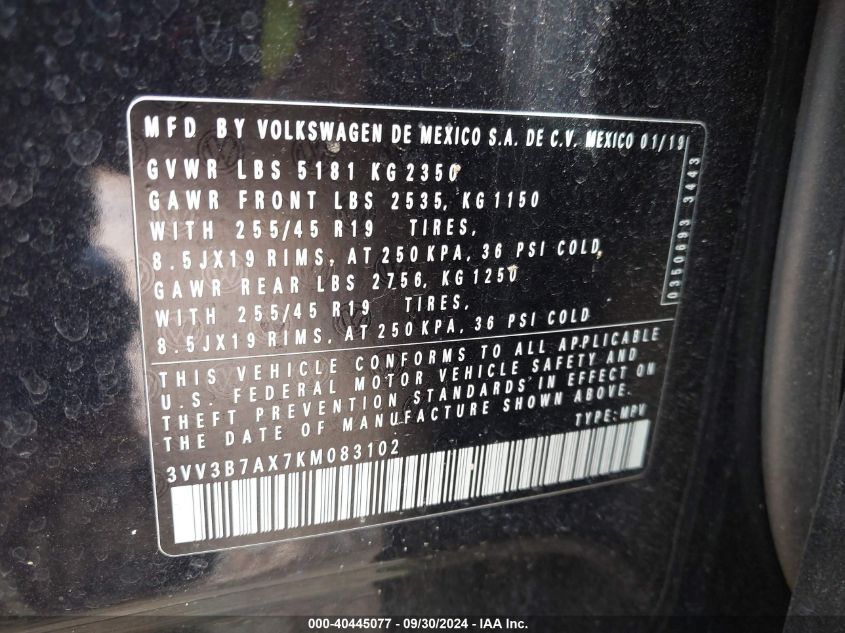 MFD BY VOLKSWAGEN DE MEXICO S.A. DE C.V. MEXICO 01/19
GVWR LBS 5181 KG 2350
GAWR FRONT LBS 2535, KG 1150
WITH 255/45 R19 TIRES,
8.5JX19 RIMS, AT 250 KPA, 36 PSI COLD,
GAWR REAR LBS 2756, KG 1250
WITH 255/45 R19 TIRES,
8.5JX19 RIMS, AT 250 KPA, 36 PSI COLD
0350693 3443
THIS VEHICLE CONFORMS TO ALL APPLICABLE
U.S. FEDERAL MOTOR VEHICLE SAFETY AND
THEFT PREVENTION STANDARDS IN EFFECT ON
THE DATE OF MANUFACTURE SHOWN ABOVE.
TYPE: MPV
3VV3B7AX7KM083102
000-40445077 - 09/30/2024 - IAA Inc.